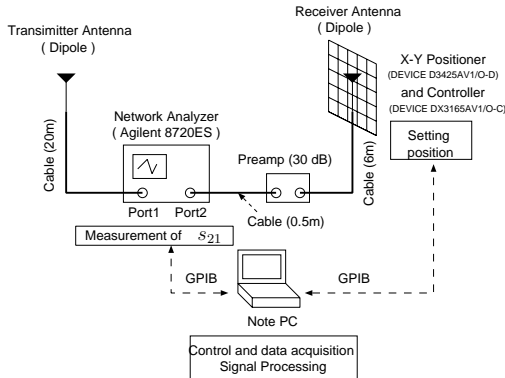 Transimitter Antenna
( Dipole )
Receiver Antenna
( Dipole )
X-Y Positioner
(DEVICE D3425AV1/O-D)
and Controller
(DEVICE DX3165AV1/O-C)
Setting
position
Network Analyzer
( Agilent 8720ES )
Preamp (30 dB)
Cable (20m)
Cable (6m)
Port1
Port2
Cable (0.5m)
Measurement of s21
GPIB
GPIB
Note PC
Control and data acquisition
Signal Processing